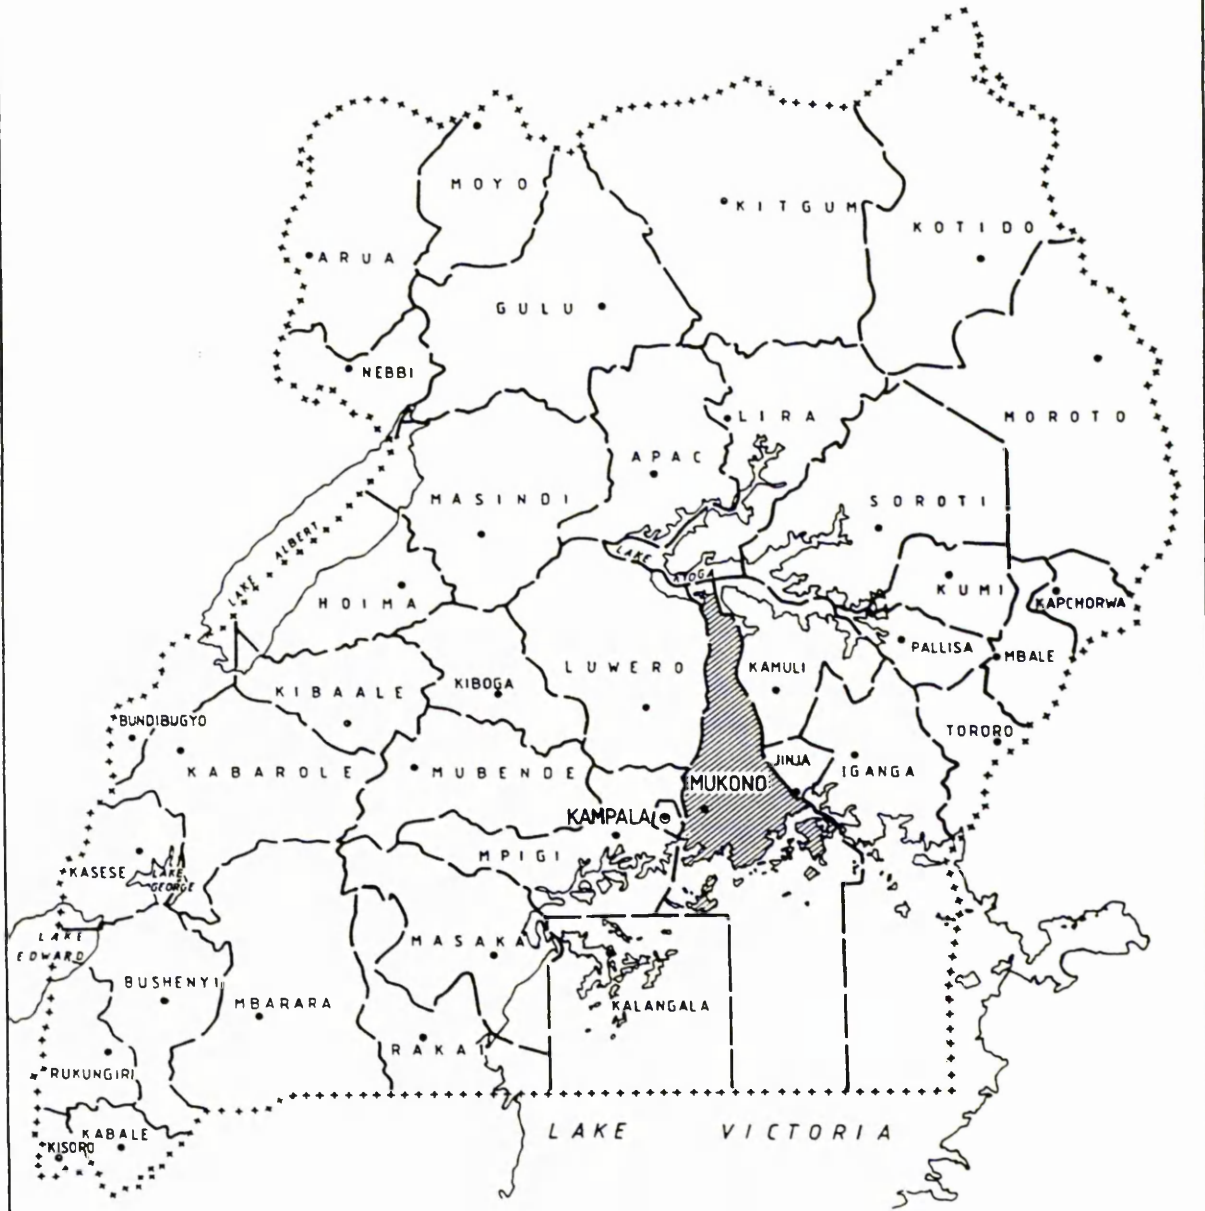 MOYO
KITGUM
KOTIDO
ARUA
GULU
NEBBI
LIRA
MOROTO
APAC
MASINDI
SOROTI
LAKE ALBERT
LAKE KYOGA
HOIMA
KUMI
KAPCHORWA
PALLISA
MBALE
LUWERO
KAMULI
KIBAALE
KIBOGA
BUNDIBUGYO
TORORO
KABAROLE
MUBENDE
JINJA
IGANGA
MUKONO
KAMPALA
MPIGI
KASESE
LAKE
GEORGE
LAKE
EDWARD
MASAKA
BUSHENYI
MBARARA
KALANGALA
RAKAI
RUKUNGIRI
KABALE
KISORO
LAKE VICTORIA